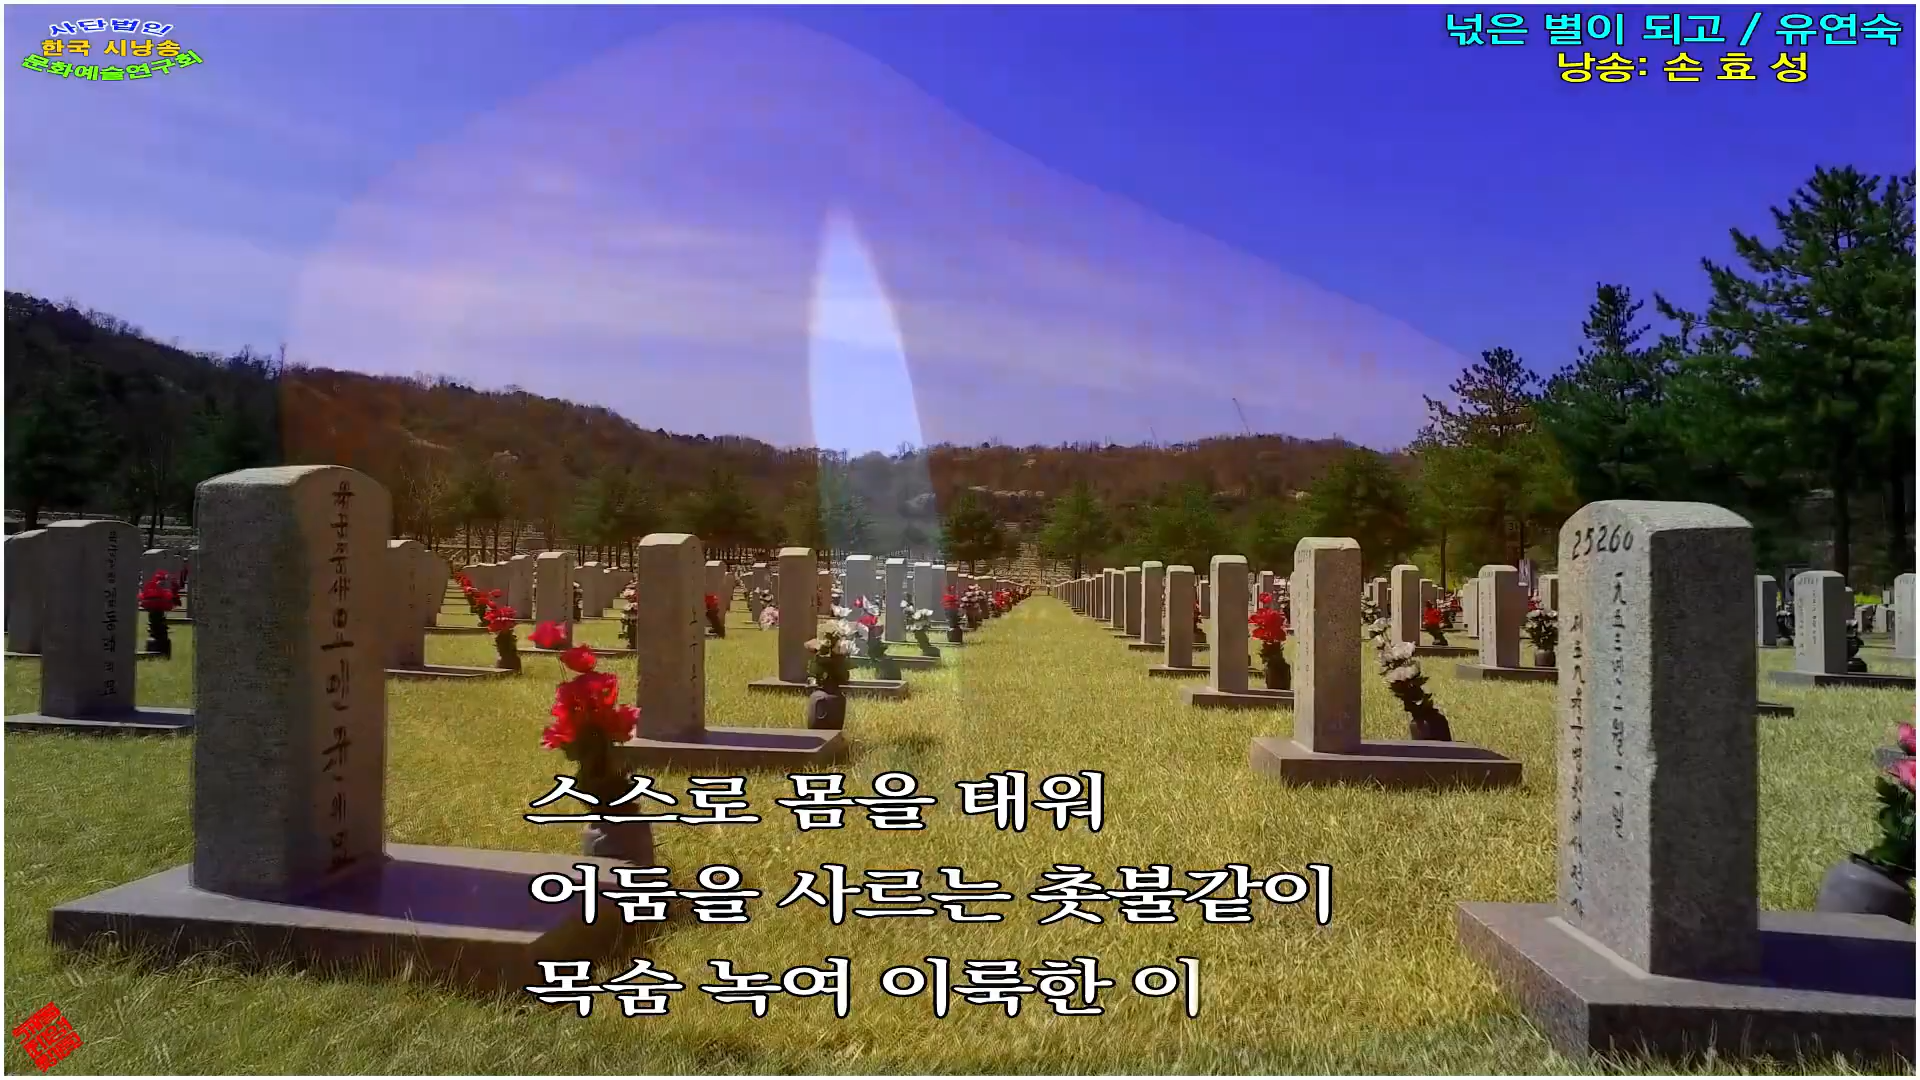 사단법인
한국 시낭송
문화예술연구회
넋은 별이 되고 / 유연숙
낭송: 손 효 성
25260
스스로 몸을 태워
어둠을 사르는 촛불같이
목숨 녹여 이룩한 이